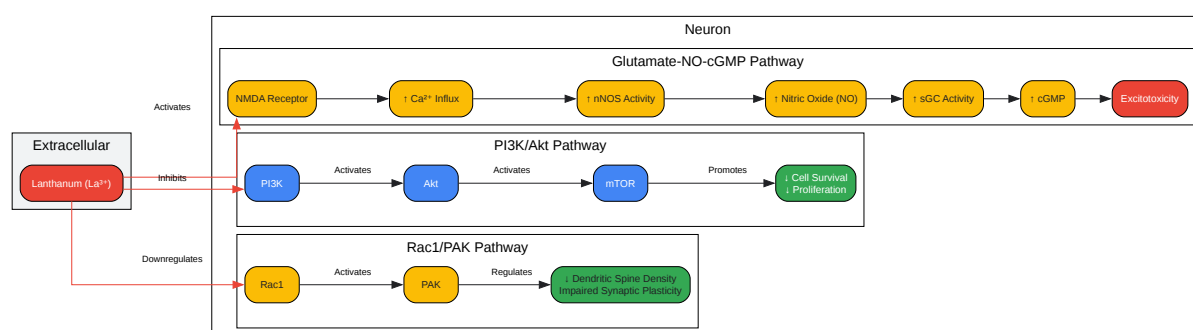 Neuron
Glutamate-NO-cGMP Pathway
NMDA Receptor
↑ Ca²⁺ Influx
↑ nNOS Activity
↑ Nitric Oxide (NO)
↑ sGC Activity
↑ cGMP
Excitotoxicity
Activates
Extracellular
Lanthanum (La³⁺)
Inhibits
PI3K/Akt Pathway
PI3K
Activates
Akt
Activates
mTOR
Promotes
↓ Cell Survival
↓ Proliferation
Downregulates
Rac1/PAK Pathway
Rac1
Activates
PAK
Regulates
↓ Dendritic Spine Density
Impaired Synaptic Plasticity